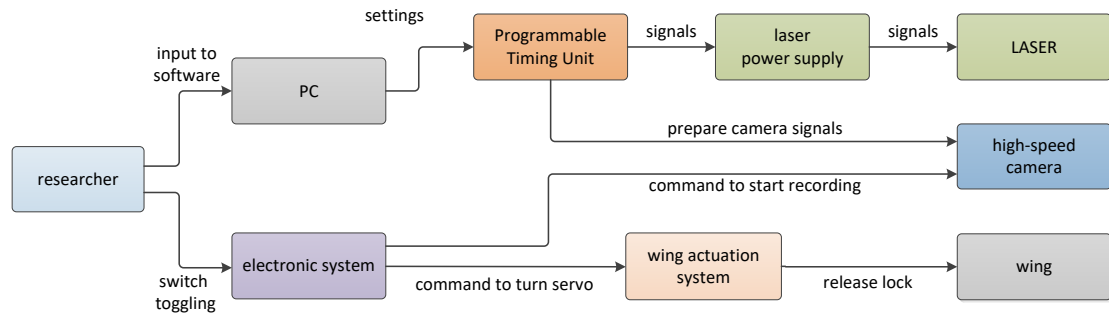 settings
Programmable
Timing Unit
signals
laser
power supply
signals
LASER
input to
software
PC
prepare camera signals
high-speed
camera
researcher
command to start recording
switch
toggling
electronic system
command to turn servo
wing actuation
system
release lock
wing